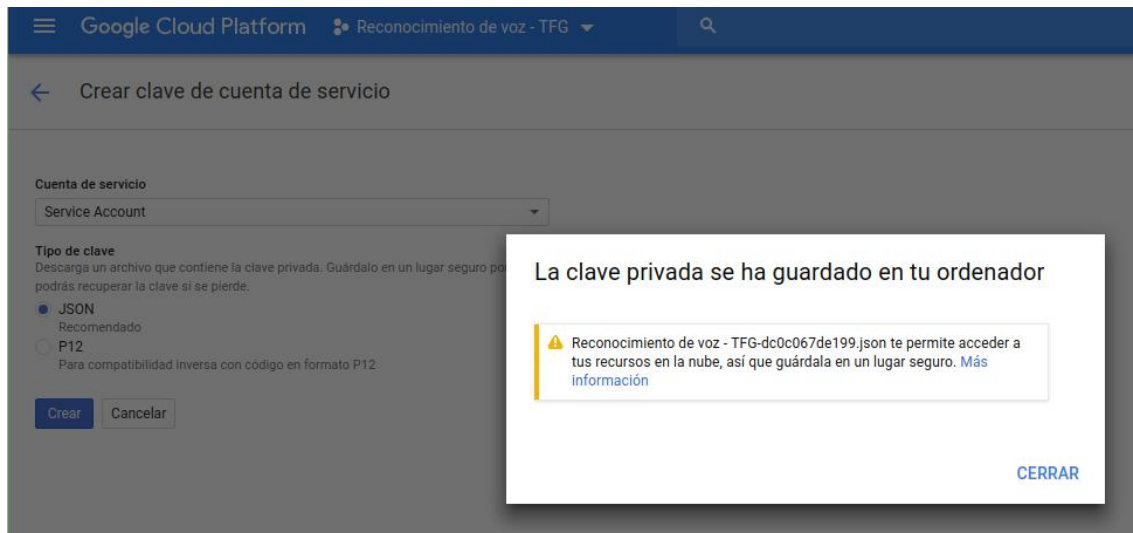 Google Cloud Platform
Reconocimiento de voz - TFG
Crear clave de cuenta de servicio
Cuenta de servicio
Service Account
Tipo de clave
Descarga un archivo que contiene la clave privada. Guárdalo en un lugar seguro
podrás recuperar la clave si se pierde.
JSON
Recomendado
P12
Para compatibilidad inversa con código en formato P12
Crear
Cancelar
La clave privada se ha guardado en tu ordenador
Reconocimiento de voz - TFG-dc0c067de199.json te permite acceder a
tus recursos en la nube, así que guárdala en un lugar seguro. Más
información
CERRAR